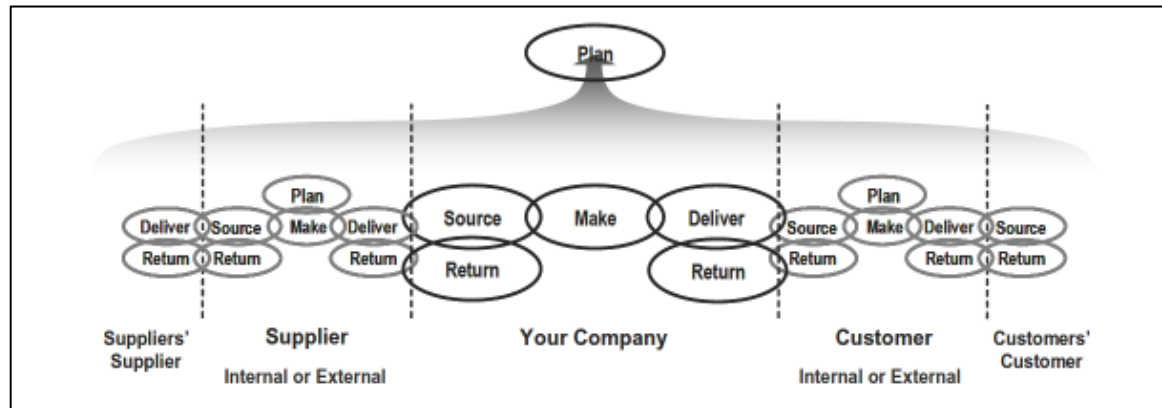 Plan
Plan
Plan
Deliver
Source
Make
Deliver
Source
Make
Deliver
Source
Make
Deliver
Source
Return
Return
Return
Return
Return
Return
Return
Return
Suppliers'
Supplier
Supplier
Internal or External
Your Company
Customer
Internal or External
Customers'
Customer